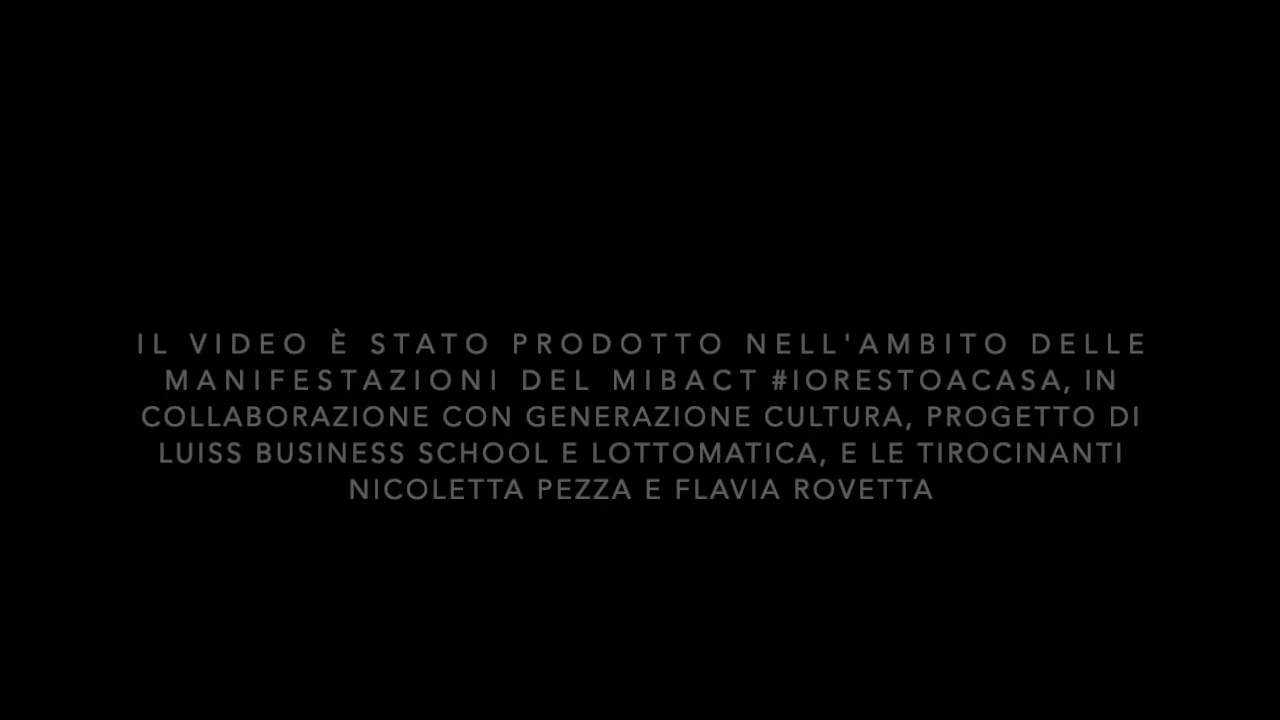 IL VIDEO È STATO PRODOTTO NELL'AMBITO DELLE
MANIFESTAZIONI DEL MIBACT #IORESTOACASA, IN
COLLABORAZIONE CON GENERAZIONE CULTURA, PROGETTO DI
LUISS BUSINESS SCHOOL E LOTTOMATICA, E LE TIROCINANTI
NICOLETTA PEZZA E FLAVIA ROVETTA